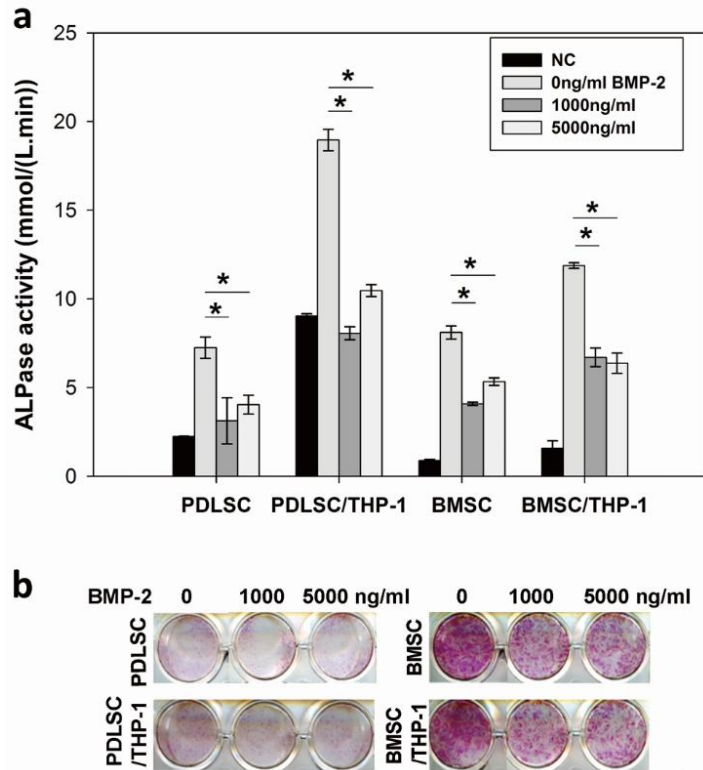 a
25
20
15
10
5
0
ALPase activity (mmol/(L.min))
NC
0ng/ml BMP-2
1000ng/ml
5000ng/ml
* *
* *
* *
* *
PDLSC PDLSC/THP-1 BMSC BMSC/THP-1
b
BMP-2 0 1000 5000 ng/ml 0 1000 5000 ng/ml
PDLSC
BMSC
PDLSC
/THP-1
BMSC
/THP-1